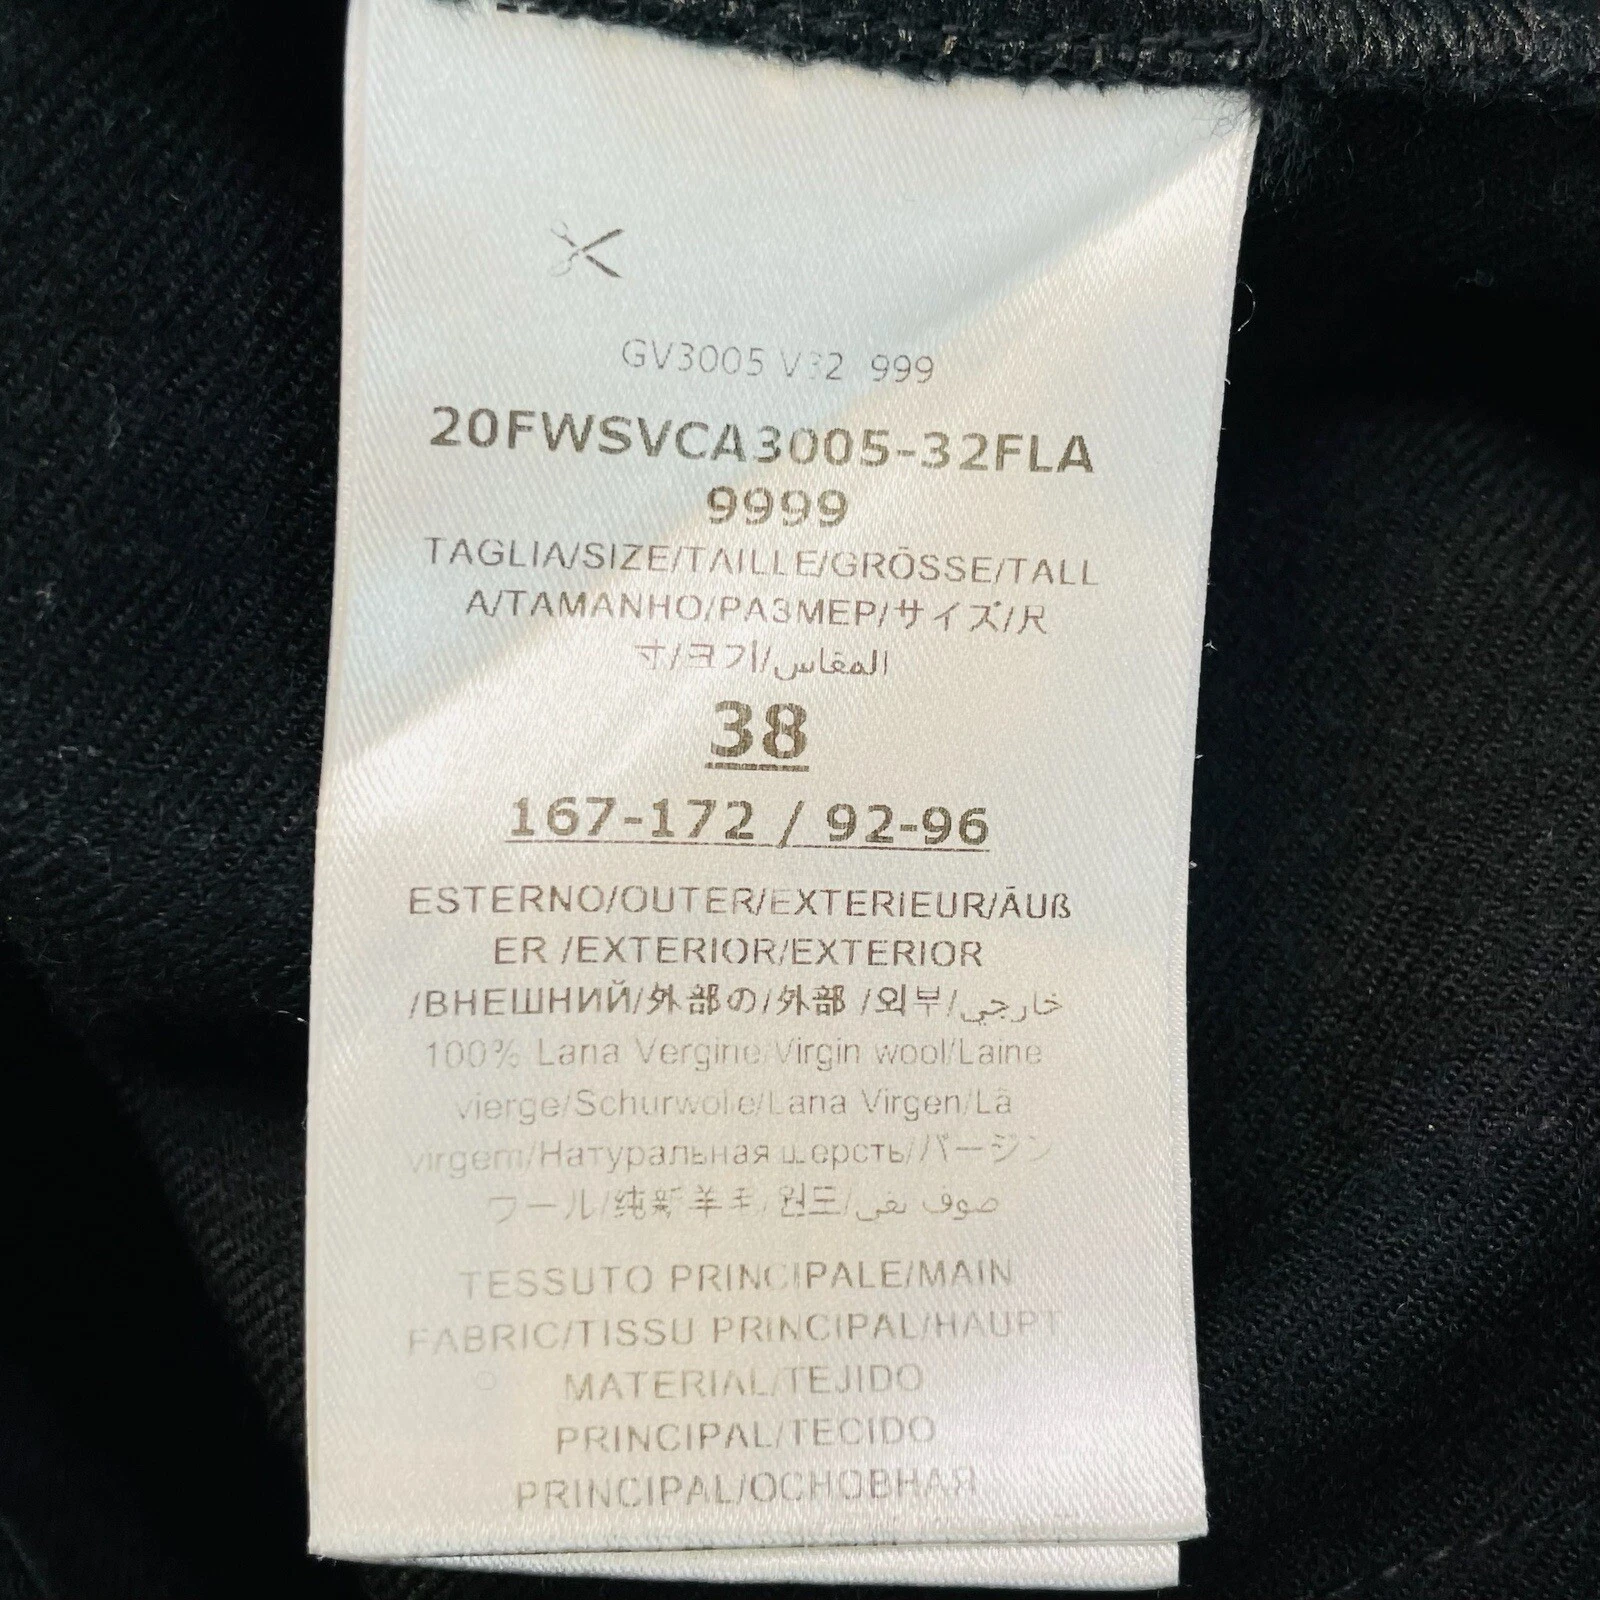 GV3005 V32 999
20FWSVCA3005-32FLA
9999
TAGLIA/SIZE/TAILLE/GRÖSSE/TALL
A/TAMANHO/РАЗМЕР/サイズ/尺
寸/크기/المقاس
38
167-172 / 92-96
ESTERNO/OUTER/EXTERIEUR/ÄUß
ER /EXTERIOR/EXTERIOR
/ВНЕШНИЙ/外部の/外部 /외부/خارجي
100% Lana Vergine/Virgin wool/Laine
vierge/Schurwolle/Lana Virgen/Lã
virgem/Натуральная шерсть/バージン
ウール/纯新羊毛/원모/صوف نقي
TESSUTO PRINCIPALE/MAIN
FABRIC/TISSU PRINCIPAL/HAUPT
MATERIAL/TEJIDO
PRINCIPAL/TECIDO
PRINCIPAL/ОСНОВНАЯ